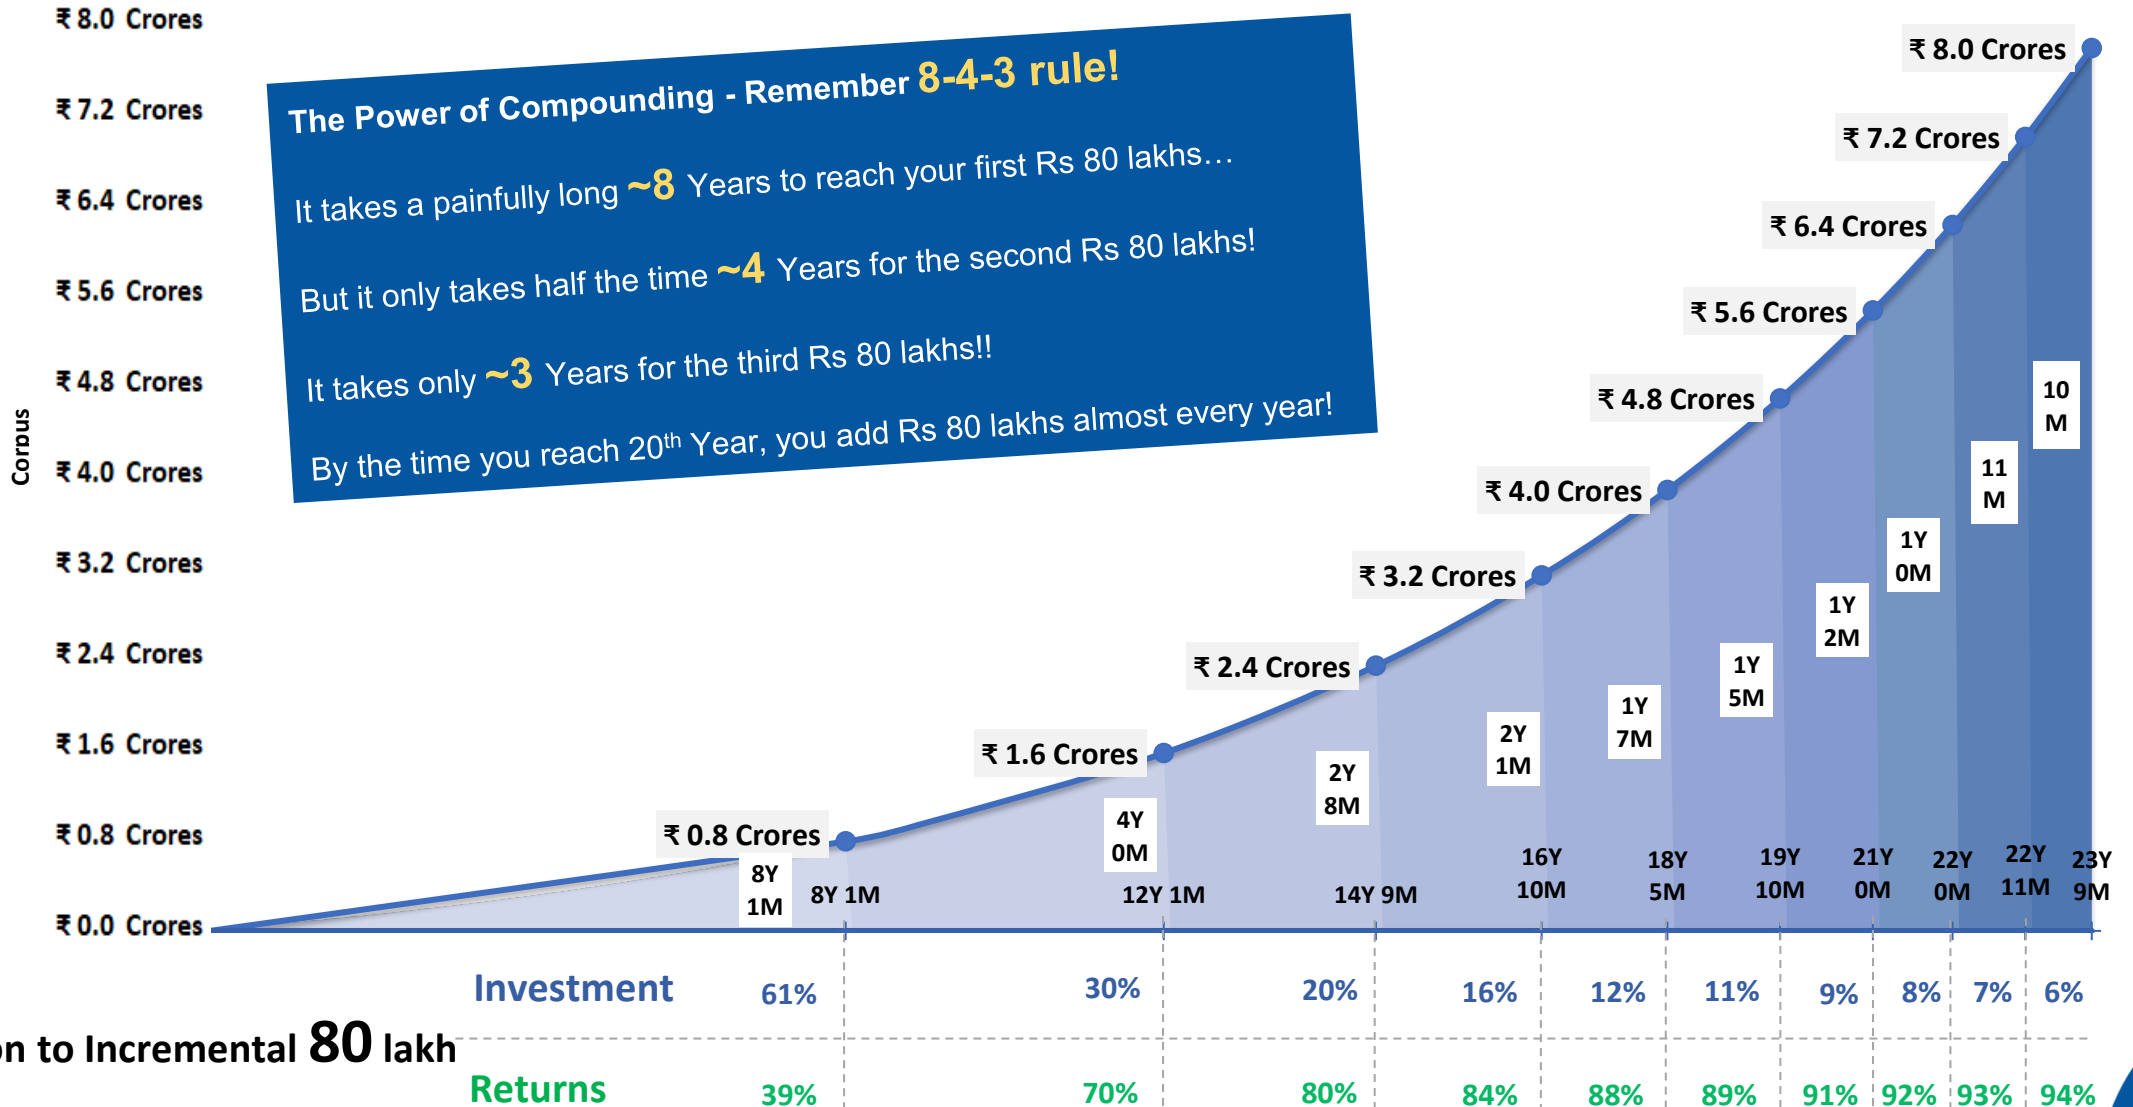 ₹ 8.0 Crores
₹ 7.2 Crores
₹ 6.4 Crores
₹ 5.6 Crores
₹ 4.8 Crores
₹ 4.0 Crores
₹ 3.2 Crores
₹ 2.4 Crores
₹ 1.6 Crores
₹ 0.8 Crores
₹ 0.0 Crores
Corpus
The Power of Compounding - Remember 8-4-3 rule!
It takes a painfully long ~8 Years to reach your first Rs 80 lakhs…
But it only takes half the time ~4 Years for the second Rs 80 lakhs!
It takes only ~3 Years for the third Rs 80 lakhs!!
By the time you reach 20th Year, you add Rs 80 lakhs almost every year!
₹ 0.8 Crores
₹ 1.6 Crores
₹ 2.4 Crores
₹ 3.2 Crores
₹ 4.0 Crores
₹ 4.8 Crores
₹ 5.6 Crores
₹ 6.4 Crores
₹ 7.2 Crores
₹ 8.0 Crores
8Y
1M
4Y
0M
2Y
8M
2Y
1M
1Y
7M
1Y
5M
1Y
2M
1Y
0M
11
M
10
M
8Y 1M
12Y 1M
14Y 9M
16Y
10M
18Y
5M
19Y
10M
21Y
0M
22Y
0M
22Y
11M
23Y
9M
Investment 61% 30% 20% 16% 12% 11% 9% 8% 7% 6%
on to Incremental 80 lakh
Returns 39% 70% 80% 84% 88% 89% 91% 92% 93% 94%